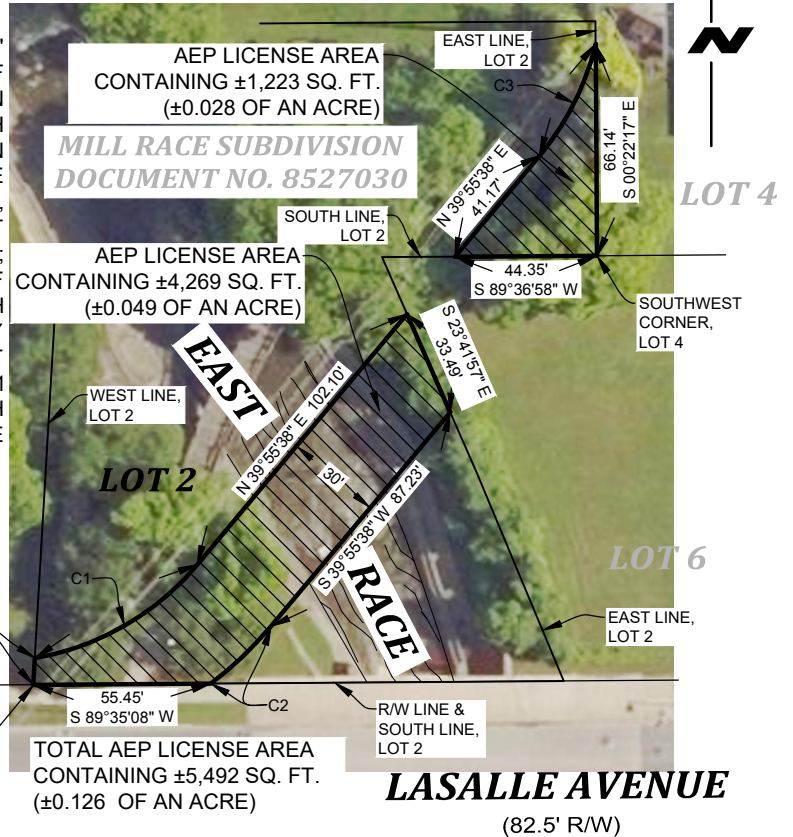 N
EAST LINE,
LOT 2
AEP LICENSE AREA
CONTAINING ±1,223 SQ. FT.
(±0.028 OF AN ACRE)
C3
MILL RACE SUBDIVISION
DOCUMENT NO. 8527030
66.14'
S 00°22'17" E
N 39°55'38" E
41.17'
LOT 4
SOUTH LINE,
LOT 2
AEP LICENSE AREA
CONTAINING ±4,269 SQ. FT.
(±0.049 OF AN ACRE)
44.35'
S 89°36'58" W
SOUTHWEST
CORNER,
LOT 4
S 23°41'57" E
33.49'
EAST
WEST LINE,
LOT 2
N 39°55'38" E 102.10'
LOT 2
30'
S 39°55'38" W 87.23'
RACE
LOT 6
C1
EAST LINE,
LOT 2
55.45'
S 89°35'08" W
C2
R/W LINE &
SOUTH LINE,
LOT 2
TOTAL AEP LICENSE AREA
CONTAINING ±5,492 SQ. FT.
(±0.126 OF AN ACRE)
LASALLE AVENUE
(82.5' R/W)